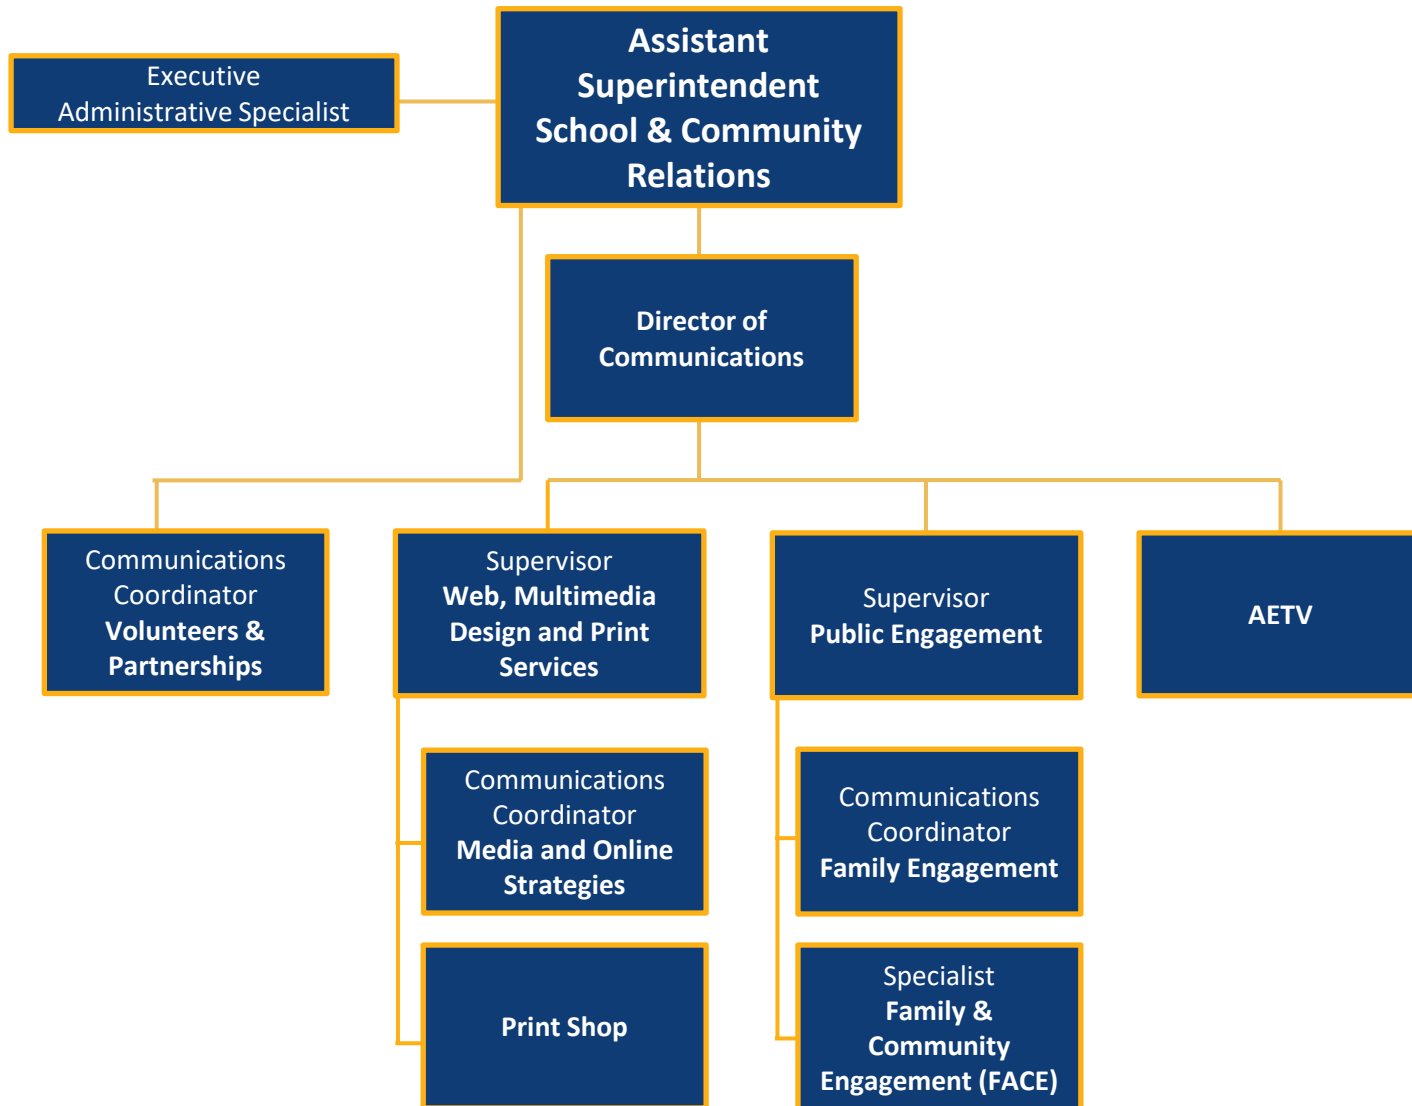 Assistant
Superintendent
School & Community
Relations
Executive
Administrative Specialist
Director of
Communications
Communications
Coordinator
Volunteers &
Partnerships
Supervisor
Web, Multimedia
Design and Print
Services
Supervisor
Public Engagement
AETV
Communications
Coordinator
Media and Online
Strategies
Communications
Coordinator
Family Engagement
Print Shop
Specialist
Family &
Community
Engagement (FACE)